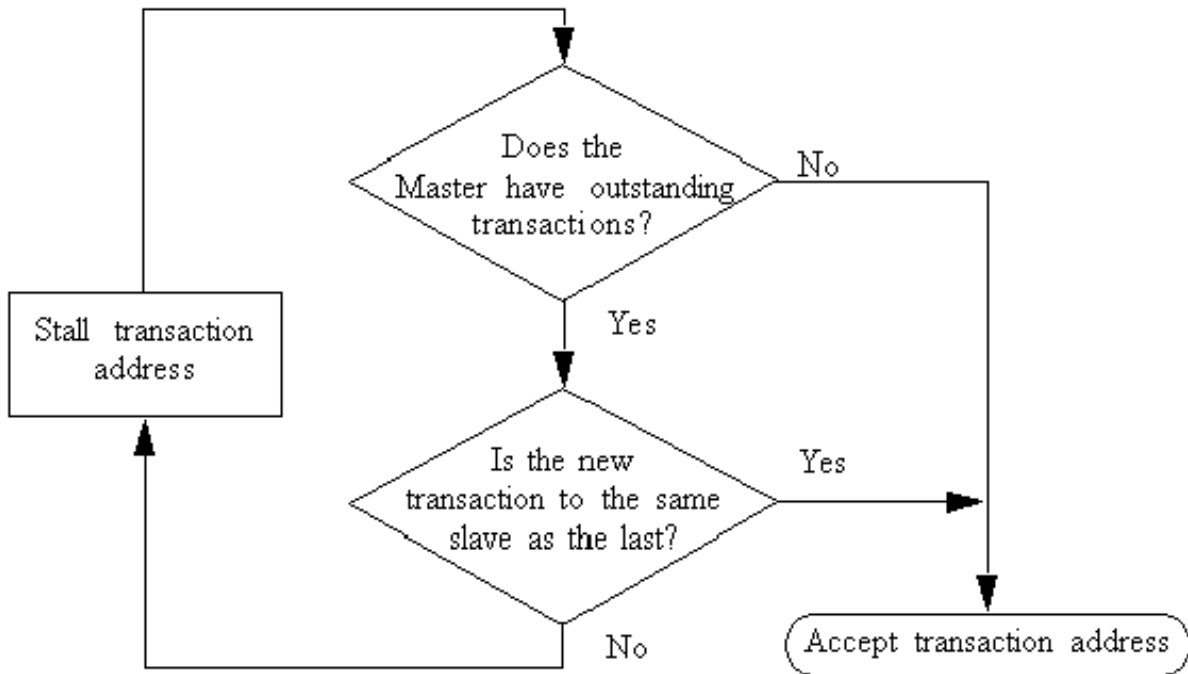 Does the
Master have outstanding
transactions?
No
Yes
Stall transaction
address
Is the new
transaction to the same
slave as the last?
Yes
No
Accept transaction address